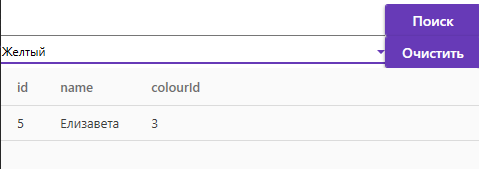 Поиск
Желтый
Очистить
id name colourId
5 Елизавета 3